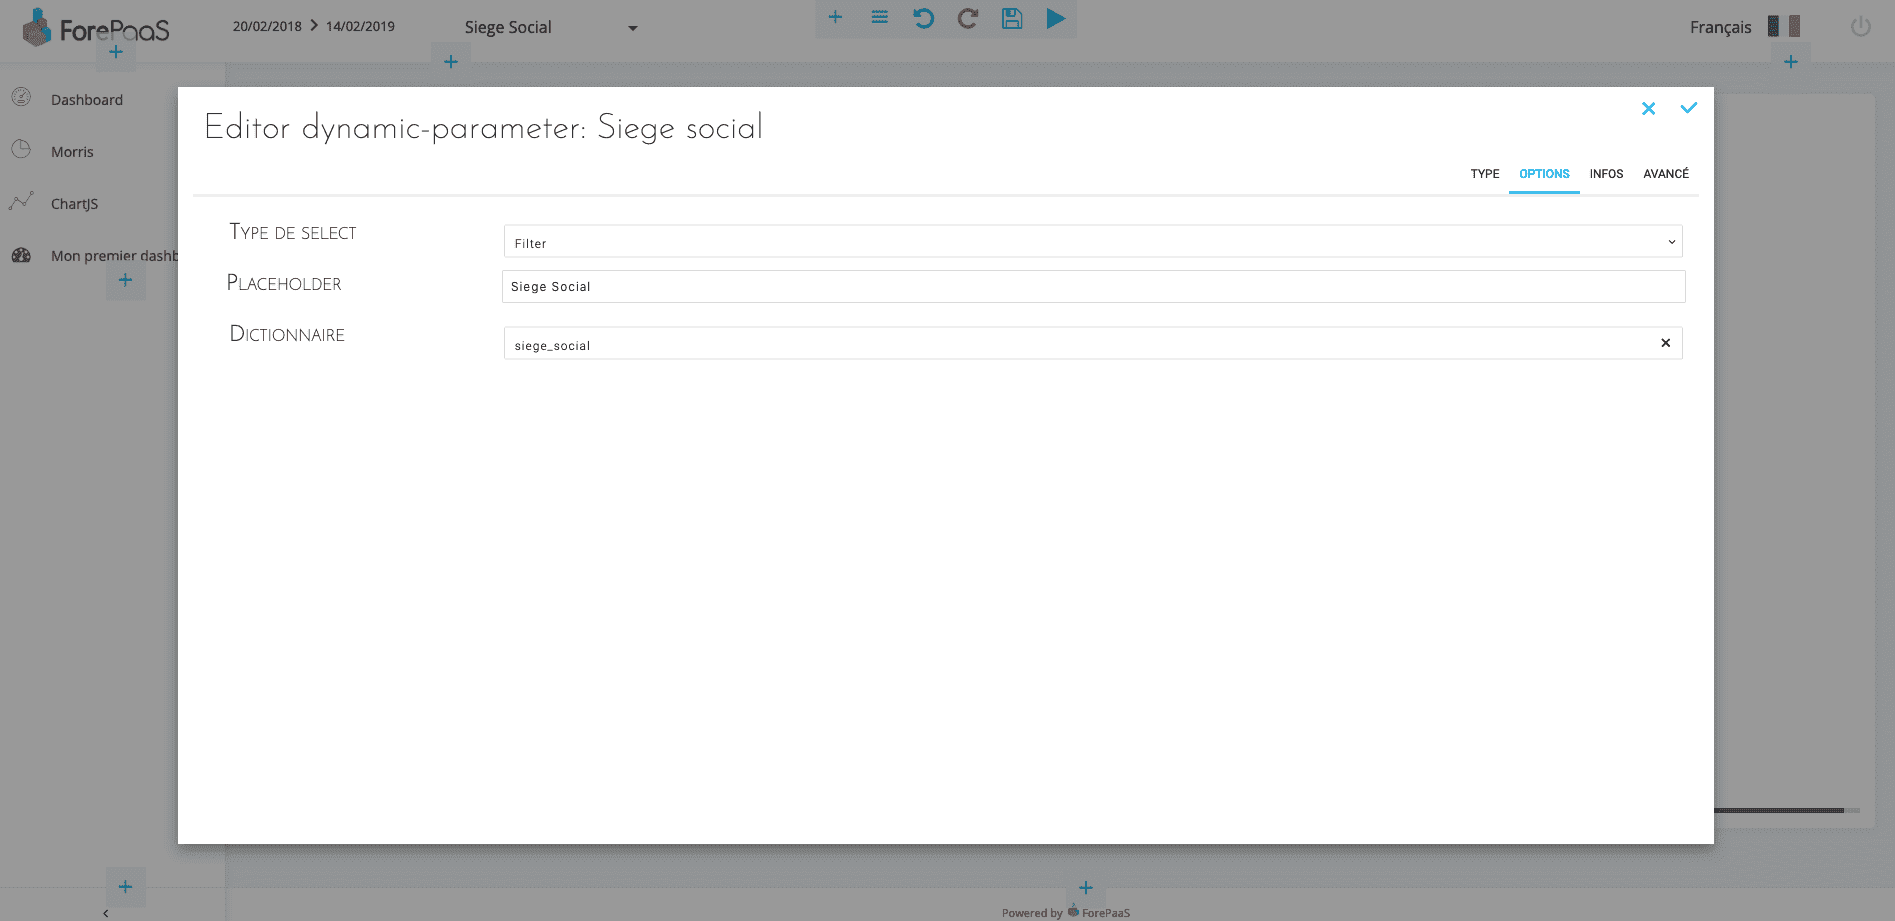 ForePaaS
20/02/2018 > 14/02/2019
Siege Social
Français
Dashboard
Morris
ChartJS
Mon premier dashb
Editor dynamic-parameter: Siege social
TYPE OPTIONS INFOS AVANCÉ
Type de select
Filter
Placeholder
Siege Social
Dictionnaire
siege_social
Powered by ForePaaS